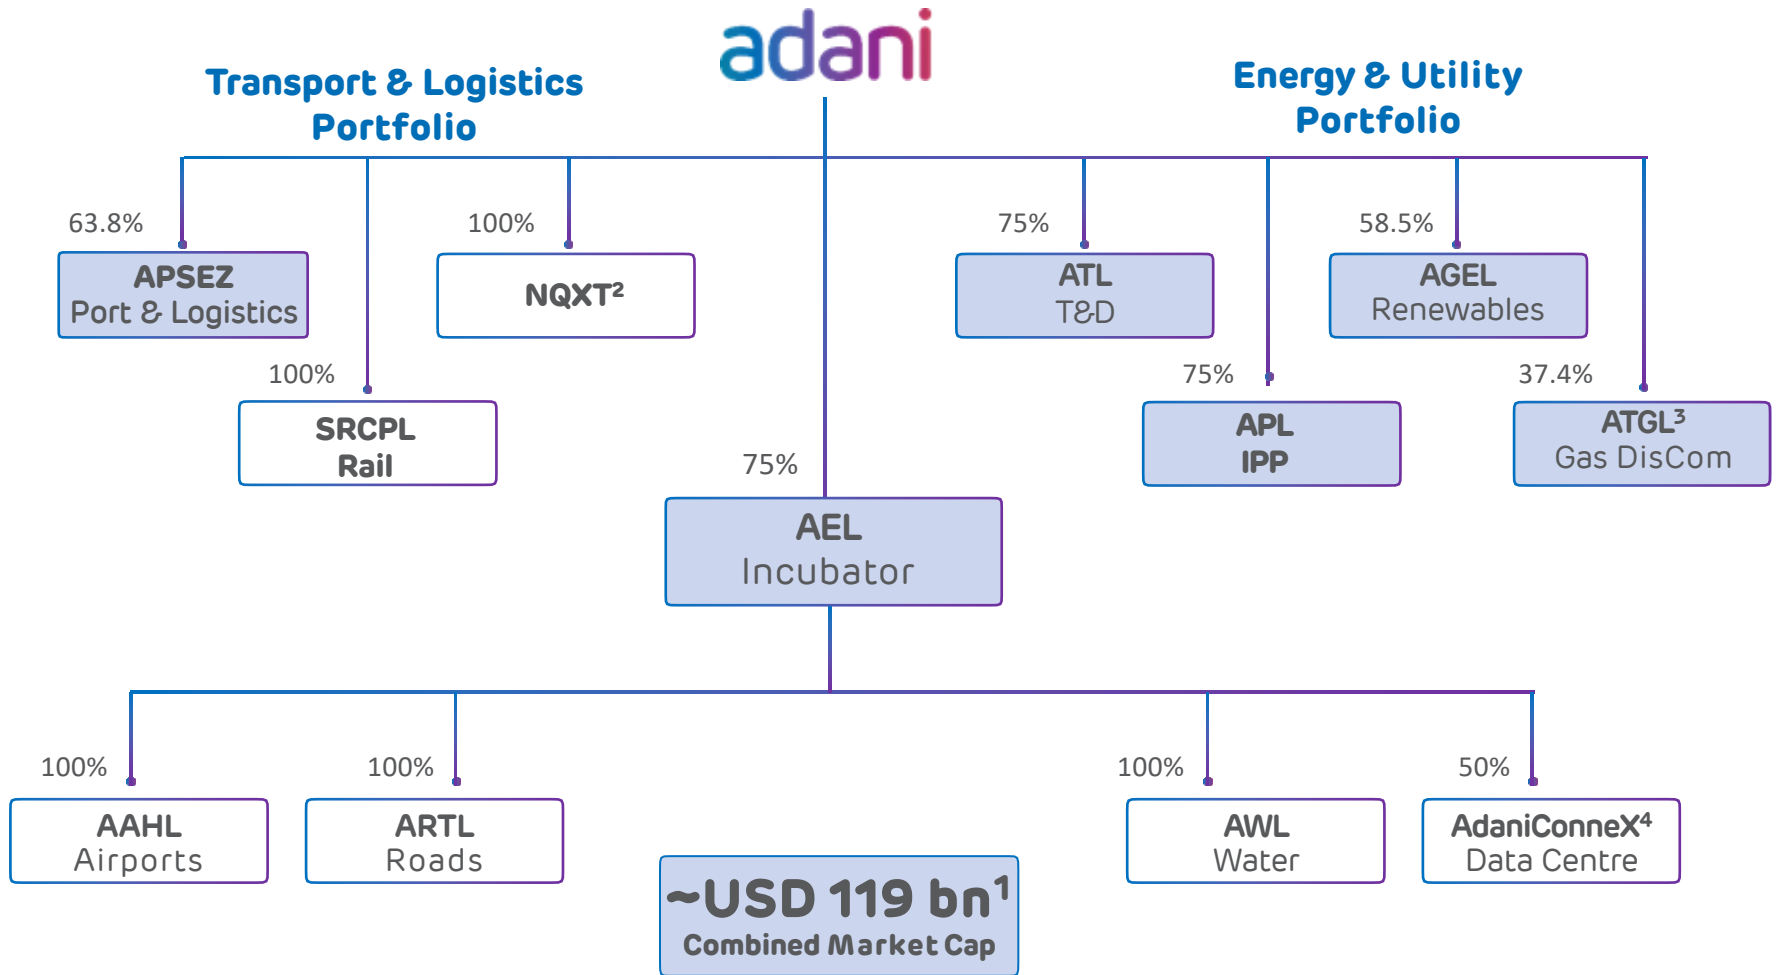 adani
Transport & Logistics
Portfolio
Energy & Utility
Portfolio
63.8%
APSEZ
Port & Logistics
100%
SRCPL
Rail
100%
NQXT²
75%
AEL
Incubator
75%
ATL
T&D
75%
APL
IPP
58.5%
AGEL
Renewables
37.4%
ATGL³
Gas DisCom
100%
AAHL
Airports
100%
ARTL
Roads
100%
AWL
Water
50%
AdaniConneX⁴
Data Centre
~USD 119 bn¹
Combined Market Cap